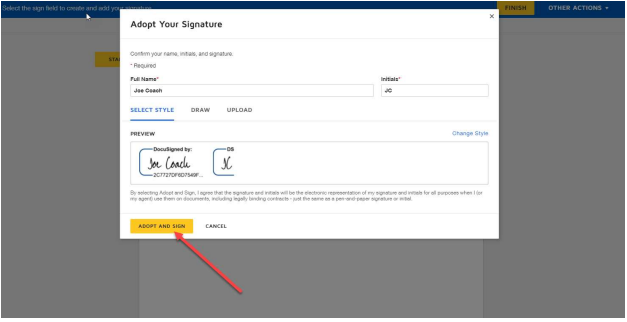 Select the sign field to create and add your signature
FINISH
OTHER ACTIONS
Adopt Your Signature
Confirm your name, initials, and signature.
* Required
Full Name*
Initials*
Joe Coach
JC
SELECT STYLE DRAW UPLOAD
PREVIEW
Change Style
DocuSigned by:
DS
Joe Coach
JC
2C7727DF6D7549F...
By selecting Adopt and Sign, I agree that the signature and initials will be the electronic representation of my signature and initials for all purposes when I (or
my agent) use them on documents, including legally binding contracts - just the same as a pen-and-paper signature or initial.
ADOPT AND SIGN
CANCEL
STA